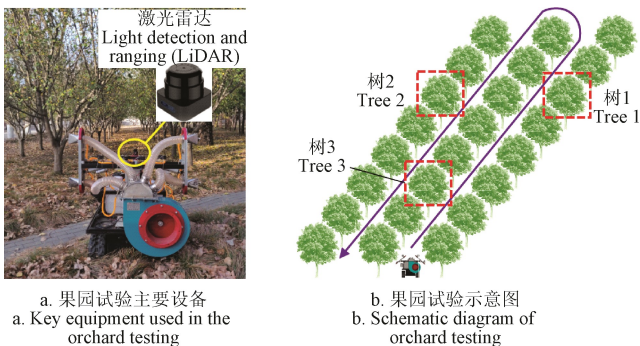 激光雷达
Light detection and
ranging (LiDAR)
树2
Tree 2
树1
Tree 1
树3
Tree 3
a. 果园试验主要设备
a. Key equipment used in the
orchard testing
b. 果园试验示意图
b. Schematic diagram of
orchard testing